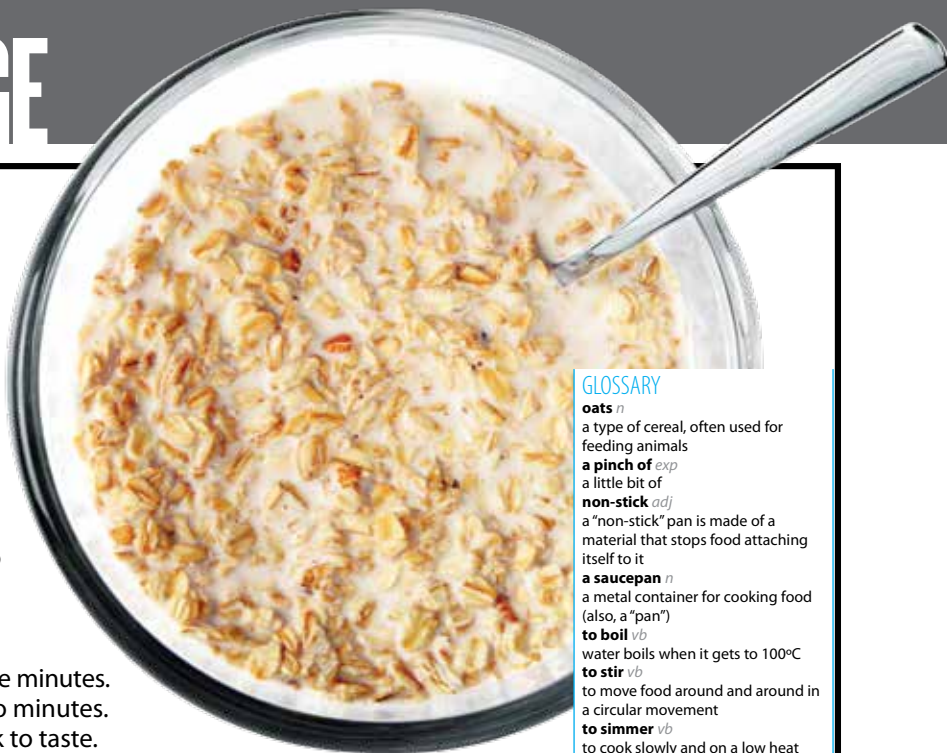 GE
e minutes.
o minutes.
k to taste.
GLOSSARY
oats n
a type of cereal, often used for
feeding animals
a pinch of exp
a little bit of
non-stick adj
a “non-stick” pan is made of a
material that stops food attaching
itself to it
a saucepan n
a metal container for cooking food
(also, a “pan”)
to boil vb
water boils when it gets to 100ºC
to stir vb
to move food around and around in
a circular movement
to simmer vb
to cook slowly and on a low heat